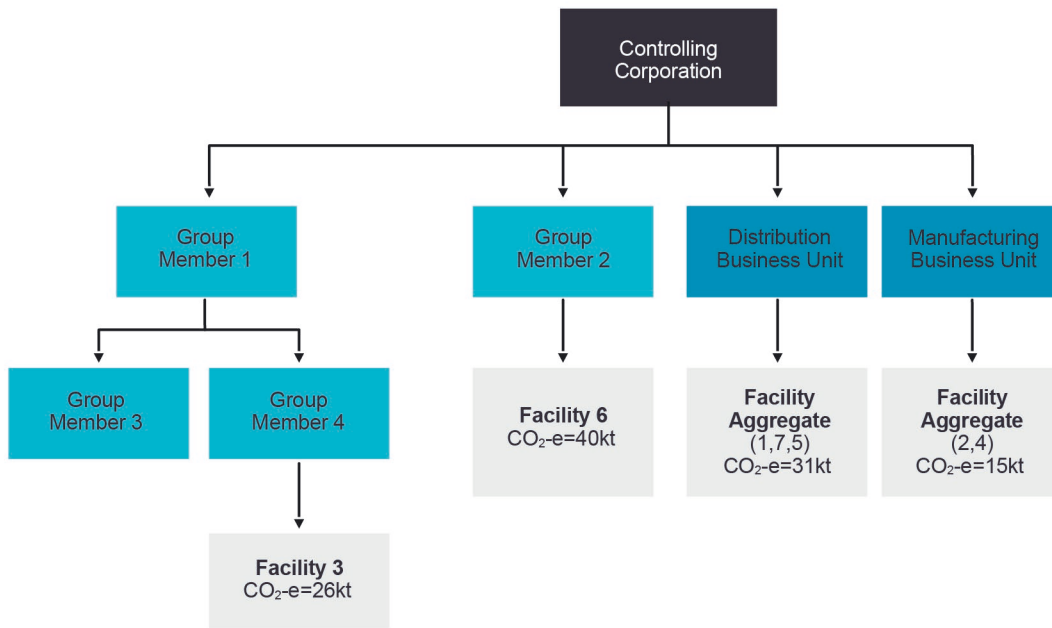 Controlling
Corporation
Group
Member 1
Group
Member 2
Distribution
Business Unit
Manufacturing
Business Unit
Group
Member 3
Group
Member 4
Facility 6
CO₂-e=40kt
Facility
Aggregate
(1,7,5)
CO₂-e=31kt
Facility
Aggregate
(2,4)
CO₂-e=15kt
Facility 3
CO₂-e=26kt